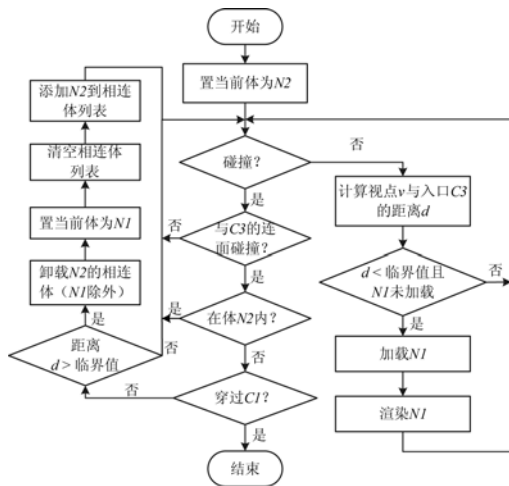 开始
置当前体为N2
碰撞？
是
否
与C3的连
面碰撞？
否
是
在体N2内？
是
否
穿过C1？
否
是
结束
距离
d > 临界值
是
否
卸载N2的相连
体（N1除外）
置当前体为N1
清空相连体
列表
添加N2到相连
体列表
计算视点v与入口C3
的距离d
d < 临界值且
N1未加载
否
是
加载N1
渲染N1